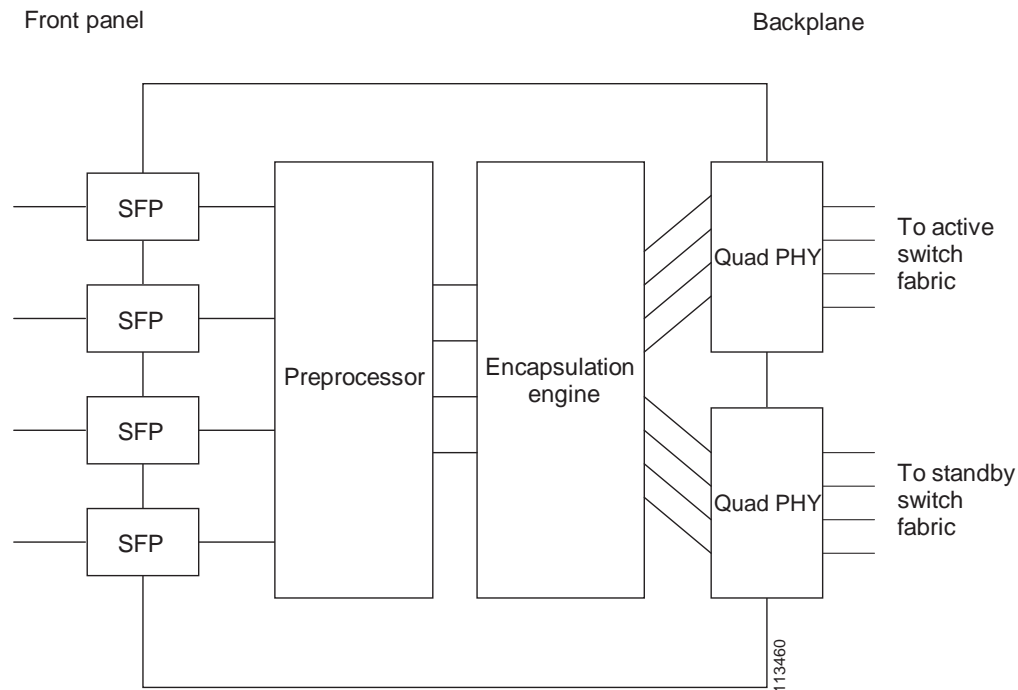 Front panel
Backplane
SFP
SFP
SFP
SFP
Preprocessor
Encapsulation
engine
Quad PHY
To active
switch
fabric
Quad PHY
To standby
switch
fabric
113460